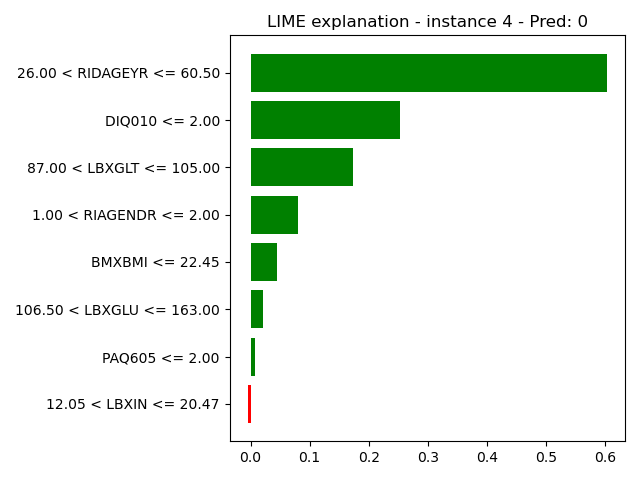 LIME explanation - instance 4 - Pred: 0
26.00 < RIDAGEYR <= 60.50
DIQ010 <= 2.00
87.00 < LBXGLT <= 105.00
1.00 < RIAGENDR <= 2.00
BMXBMI <= 22.45
106.50 < LBXGLU <= 163.00
PAQ605 <= 2.00
12.05 < LBXIN <= 20.47
0.0 0.1 0.2 0.3 0.4 0.5 0.6